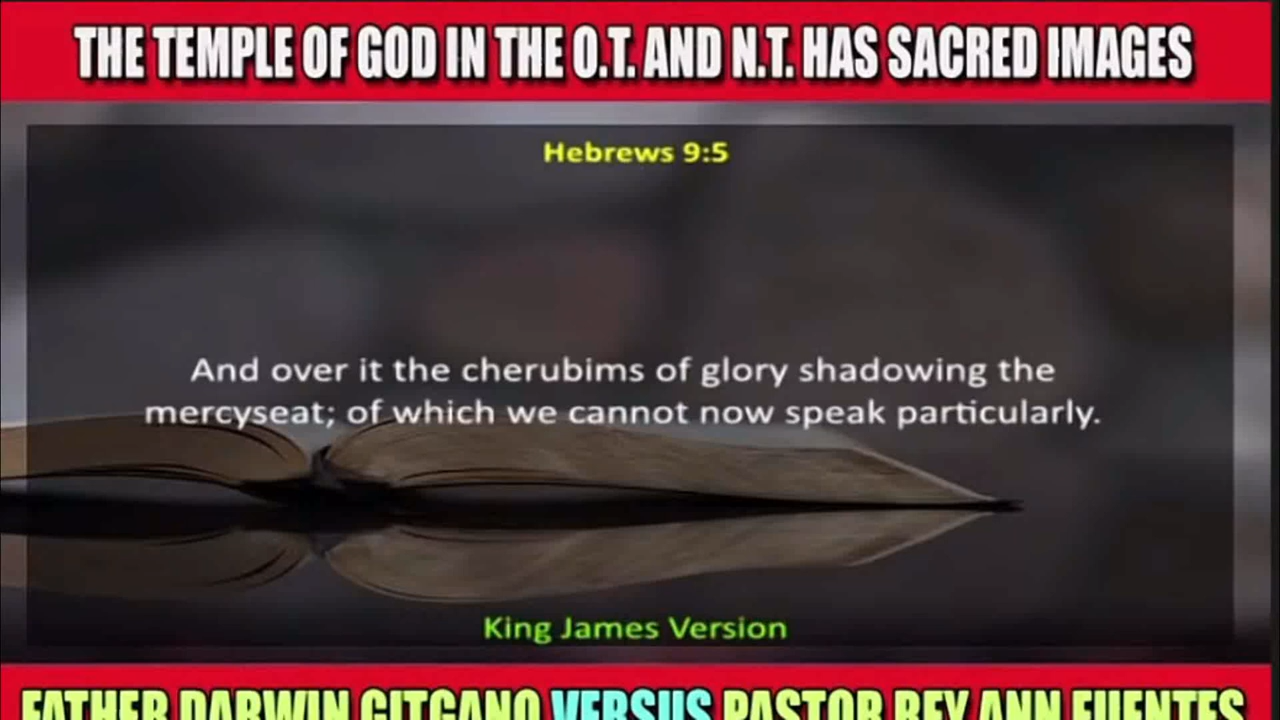 THE TEMPLE OF GOD IN THE O.T. AND N.T. HAS SACRED IMAGES
Hebrews 9:5
And over it the cherubims of glory shadowing the
mercyseat; of which we cannot now speak particularly.
King James Version
FATHER DARWIN GITGANO VERSUS PASTOR REY ANN FUENTES